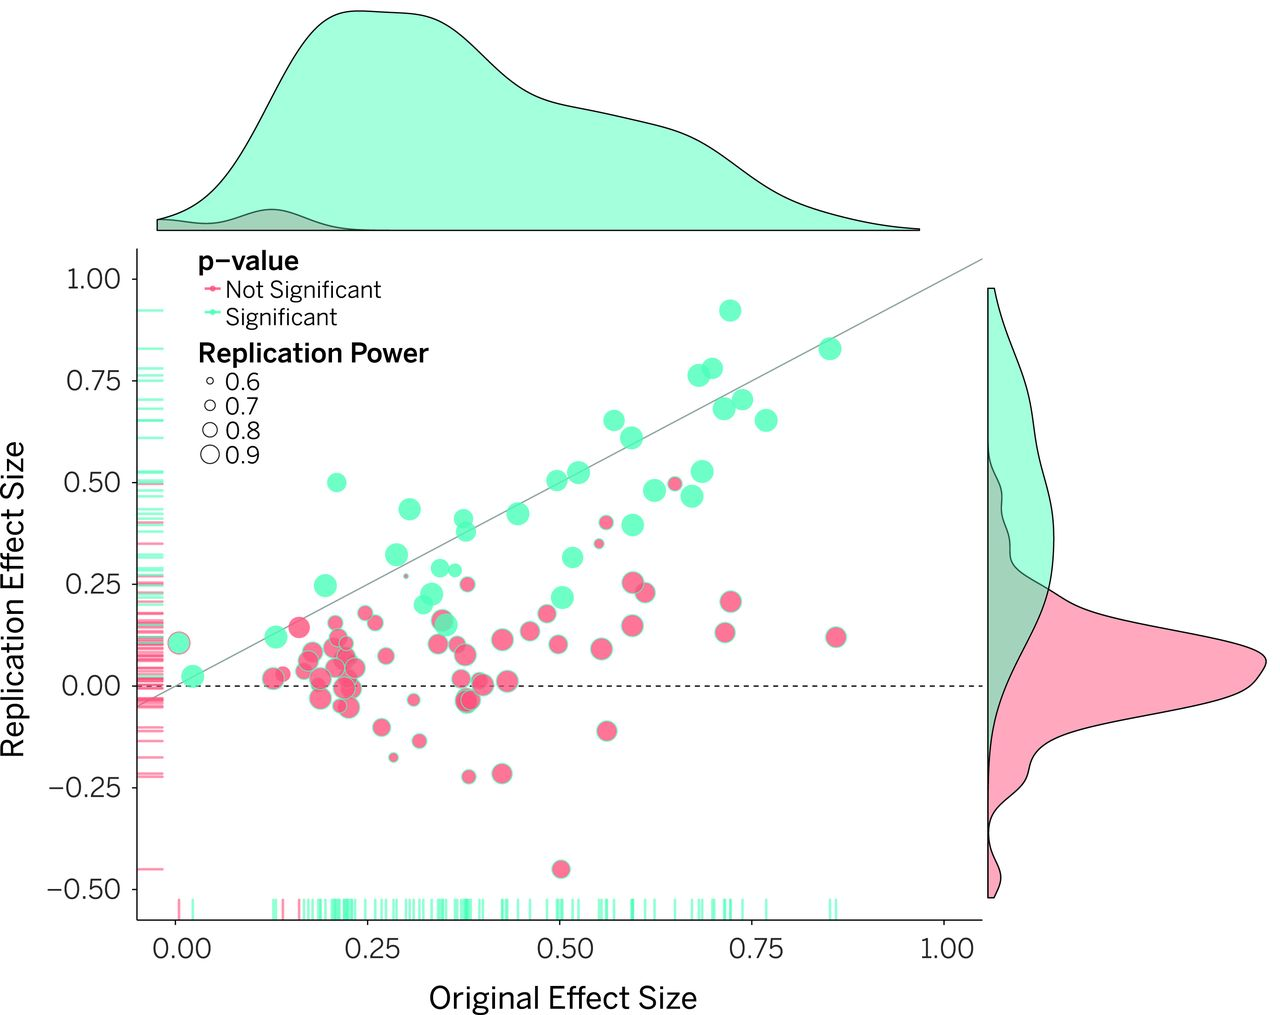 p−value
Not Significant
Significant
Replication Power
0.6
0.7
0.8
0.9
1.00
0.75
0.50
0.25
0.00
−0.25
−0.50
Replication Effect Size
0.00 0.25 0.50 0.75 1.00
Original Effect Size